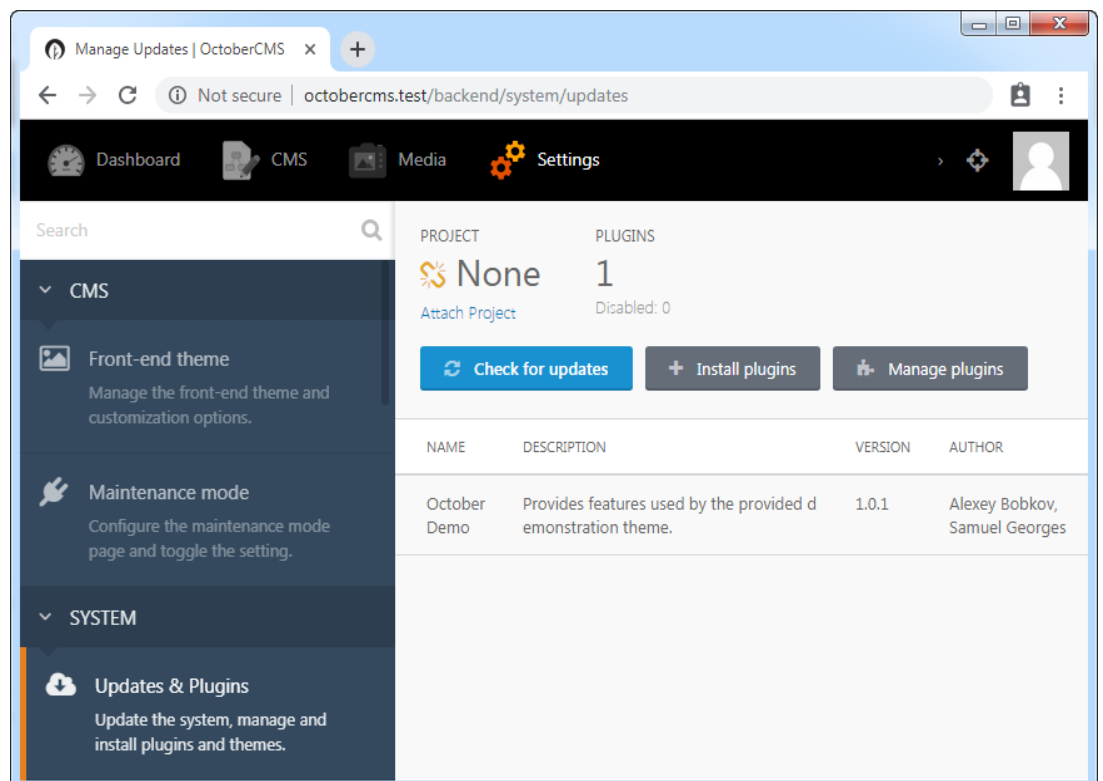 Manage Updates | OctoberCMS
Not secure | octobercms.test/backend/system/updates
Dashboard
CMS
Media
Settings
Search
CMS
Front-end theme
Manage the front-end theme and
customization options.
Maintenance mode
Configure the maintenance mode
page and toggle the setting.
SYSTEM
Updates & Plugins
Update the system, manage and
install plugins and themes.
PROJECT
None
Attach Project
PLUGINS
1
Disabled: 0
Check for updates
Install plugins
Manage plugins
NAME DESCRIPTION VERSION AUTHOR
October Provides features used by the provided d 1.0.1 Alexey Bobkov,
Demo emonstration theme. Samuel Georges